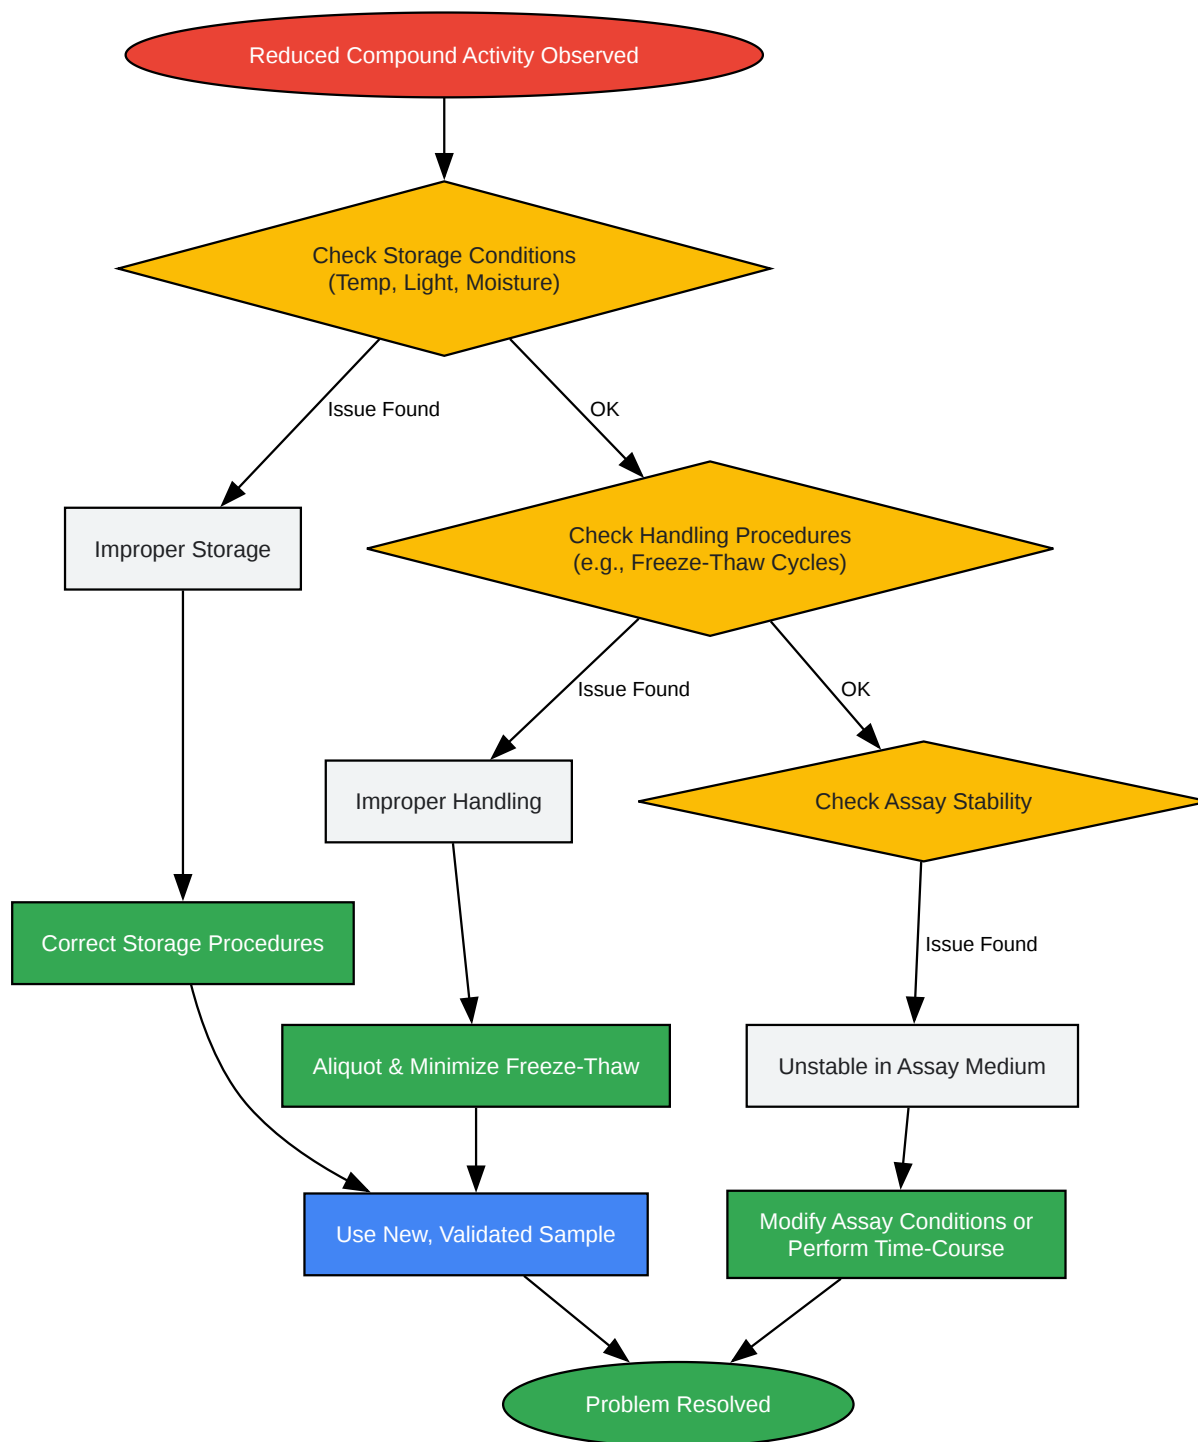 Reduced Compound Activity Observed
Check Storage Conditions
(Temp, Light, Moisture)
Issue Found
OK
Improper Storage
Check Handling Procedures
(e.g., Freeze-Thaw Cycles)
Issue Found
OK
Improper Handling
Check Assay Stability
Correct Storage Procedures
Issue Found
Aliquot & Minimize Freeze-Thaw
Unstable in Assay Medium
Use New, Validated Sample
Modify Assay Conditions or
Perform Time-Course
Problem Resolved